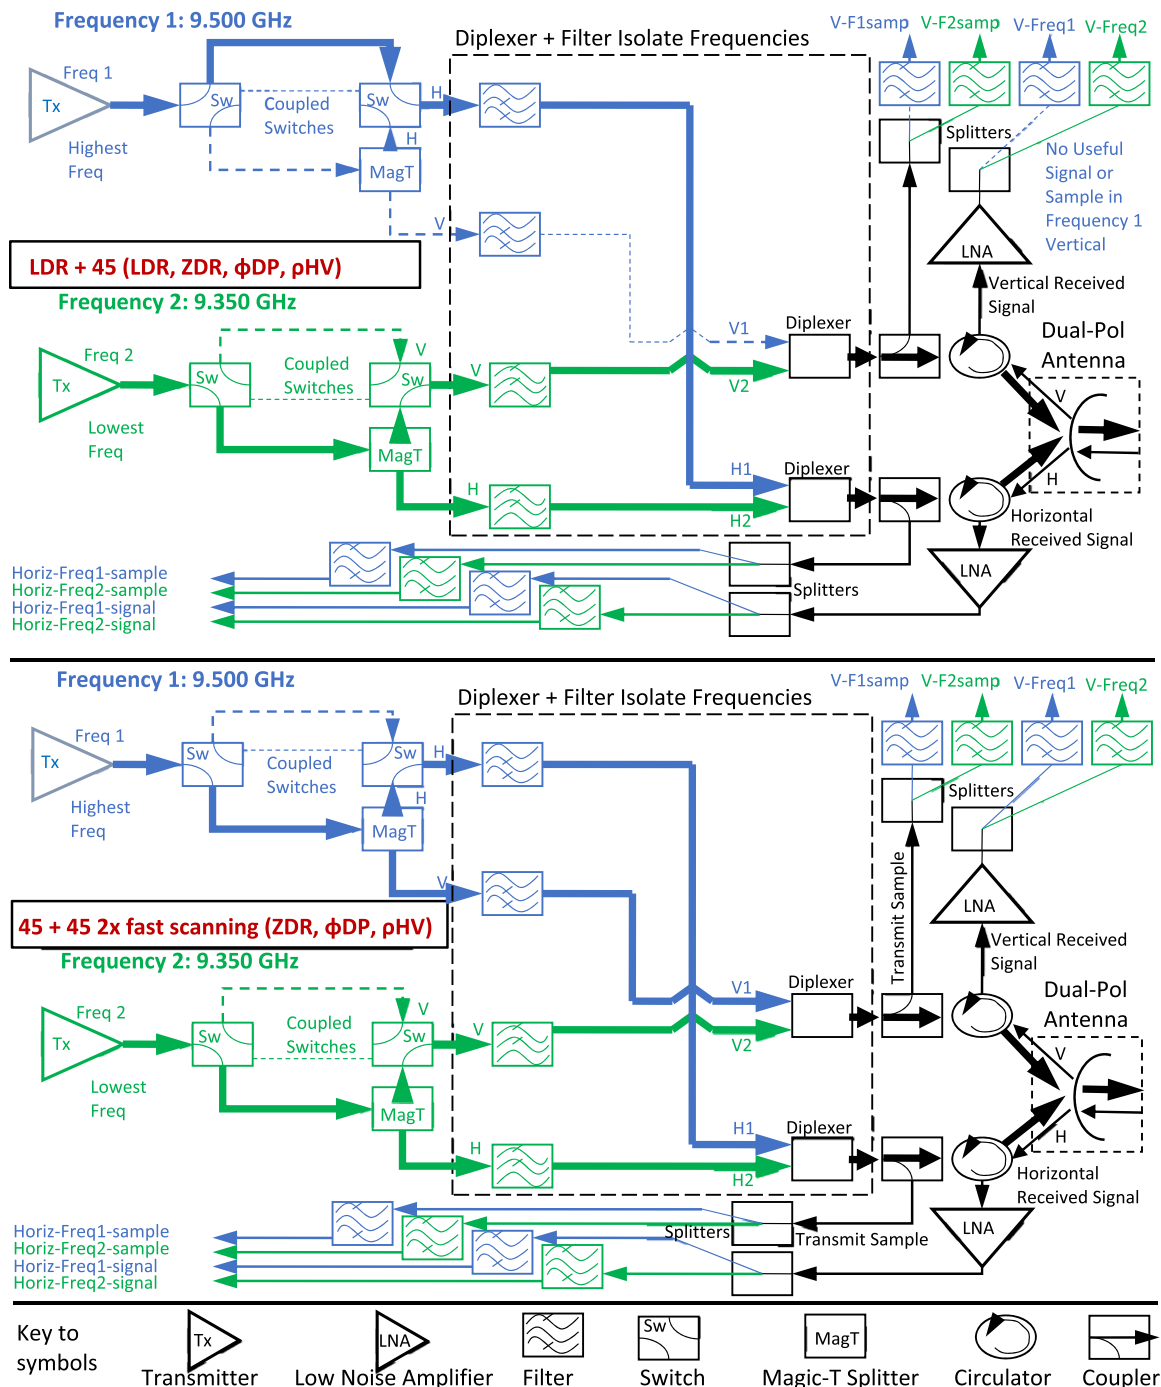 Frequency 1: 9.500 GHz
V-F1samp
V-F2samp
V-Freq1
V-Freq2
Diplexer + Filter Isolate Frequencies
Freq 1
Tx
Sw
Coupled
Switches
Sw
H
H
Highest
Freq
MagT
V
Splitters
No Useful
Signal or
Sample in
Frequency 1
Vertical
LNA
LDR + 45 (LDR, ZDR, ϕDP, ρHV)
Frequency 2: 9.350 GHz
Vertical Received
Signal
V1
Diplexer
Dual-Pol
Antenna
Freq 2
Tx
Sw
Coupled
Switches
V
Sw
V
V2
V
Lowest
Freq
MagT
H
H1
Diplexer
H
H2
Horizontal
Received Signal
LNA
Horiz-Freq1-sample
Horiz-Freq2-sample
Horiz-Freq1-signal
Horiz-Freq2-signal
Splitters
Frequency 1: 9.500 GHz
V-F1samp
V-F2samp
V-Freq1
V-Freq2
Diplexer + Filter Isolate Frequencies
Freq 1
Tx
Sw
Coupled
Switches
Sw
H
H
Highest
Freq
MagT
V
Splitters
Transmit Sample
LNA
45 + 45 2x fast scanning (ZDR, ϕDP, ρHV)
Frequency 2: 9.350 GHz
Vertical Received
Signal
V1
Diplexer
Dual-Pol
Antenna
Freq 2
Tx
Sw
Coupled
Switches
V
Sw
V
V2
V
Lowest
Freq
MagT
H
H1
Diplexer
H
H2
Horizontal
Received Signal
LNA
Horiz-Freq1-sample
Horiz-Freq2-sample
Horiz-Freq1-signal
Horiz-Freq2-signal
Splitters
Transmit Sample
Key to
symbols
Tx
LNA
Sw
MagT
Transmitter
Low Noise Amplifier
Filter
Switch
Magic-T Splitter
Circulator
Coupler